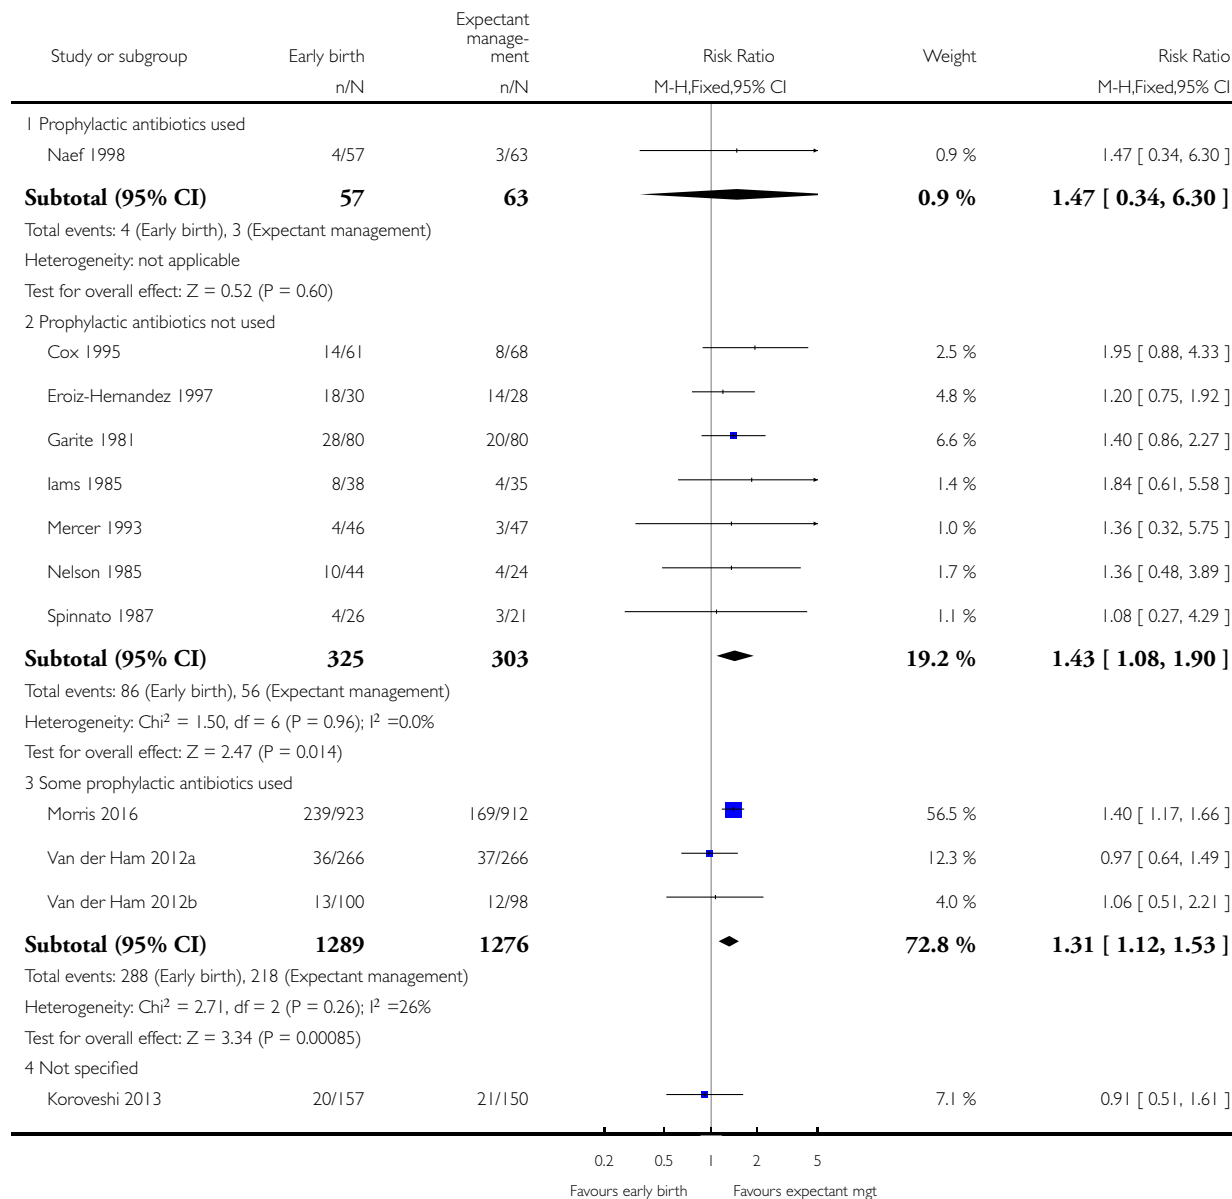 Study or subgroup Early birth Expectant manage- ment Risk Ratio Weight Risk Ratio
n/N n/N M-H,Fixed,95% CI M-H,Fixed,95% CI
1 Prophylactic antibiotics used
Naef 1998 4/57 3/63 0.9 % 1.47 [ 0.34, 6.30 ]
Subtotal (95% CI) 57 63 0.9 % 1.47 [ 0.34, 6.30 ]
Total events: 4 (Early birth), 3 (Expectant management)
Heterogeneity: not applicable
Test for overall effect: Z = 0.52 (P = 0.60)
2 Prophylactic antibiotics not used
Cox 1995 14/61 8/68 2.5 % 1.95 [ 0.88, 4.33 ]
Eroiz-Hernandez 1997 18/30 14/28 4.8 % 1.20 [ 0.75, 1.92 ]
Garite 1981 28/80 20/80 6.6 % 1.40 [ 0.86, 2.27 ]
Iams 1985 8/38 4/35 1.4 % 1.84 [ 0.61, 5.58 ]
Mercer 1993 4/46 3/47 1.0 % 1.36 [ 0.32, 5.75 ]
Nelson 1985 10/44 4/24 1.7 % 1.36 [ 0.48, 3.89 ]
Spinnato 1987 4/26 3/21 1.1 % 1.08 [ 0.27, 4.29 ]
Subtotal (95% CI) 325 303 19.2 % 1.43 [ 1.08, 1.90 ]
Total events: 86 (Early birth), 56 (Expectant management)
Heterogeneity: Chi² = 1.50, df = 6 (P = 0.96); I² =0.0%
Test for overall effect: Z = 2.47 (P = 0.014)
3 Some prophylactic antibiotics used
Morris 2016 239/923 169/912 56.5 % 1.40 [ 1.17, 1.66 ]
Van der Ham 2012a 36/266 37/266 12.3 % 0.97 [ 0.64, 1.49 ]
Van der Ham 2012b 13/100 12/98 4.0 % 1.06 [ 0.51, 2.21 ]
Subtotal (95% CI) 1289 1276 72.8 % 1.31 [ 1.12, 1.53 ]
Total events: 288 (Early birth), 218 (Expectant management)
Heterogeneity: Chi² = 2.71, df = 2 (P = 0.26); I² =26%
Test for overall effect: Z = 3.34 (P = 0.00085)
4 Not specified
Koroveshi 2013 20/157 21/150 7.1 % 0.91 [ 0.51, 1.61 ]
0.2 0.5 1 2 5
Favours early birth Favours expectant mgt